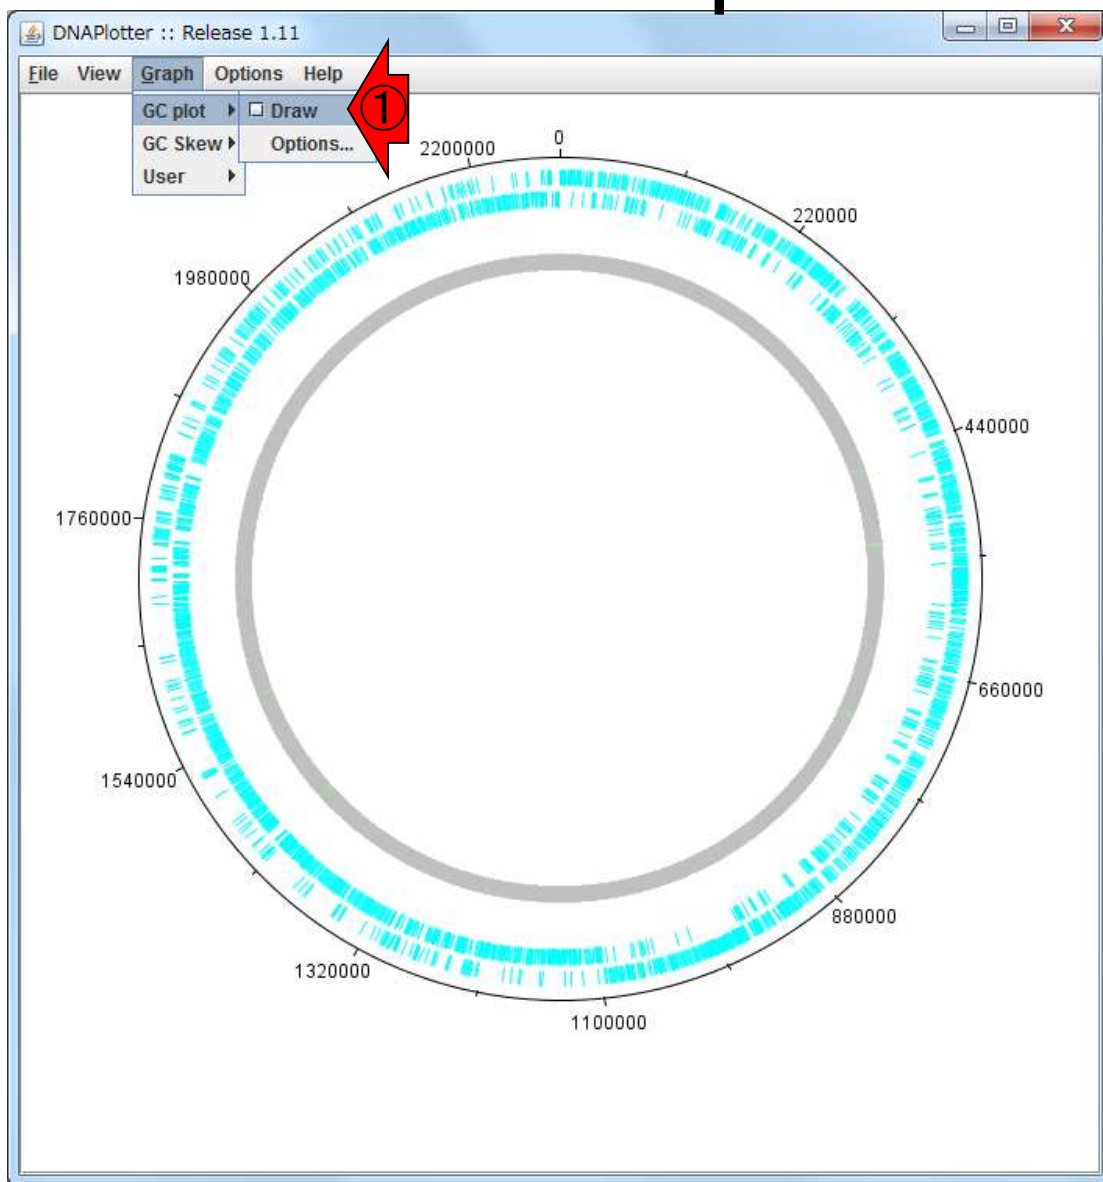 DNAPlotter :: Release 1.11
File View Graph Options Help
GC plot Draw
GC Skew Options...
User
①
0
220000
440000
660000
880000
1100000
1320000
1540000
1760000
1980000
2200000